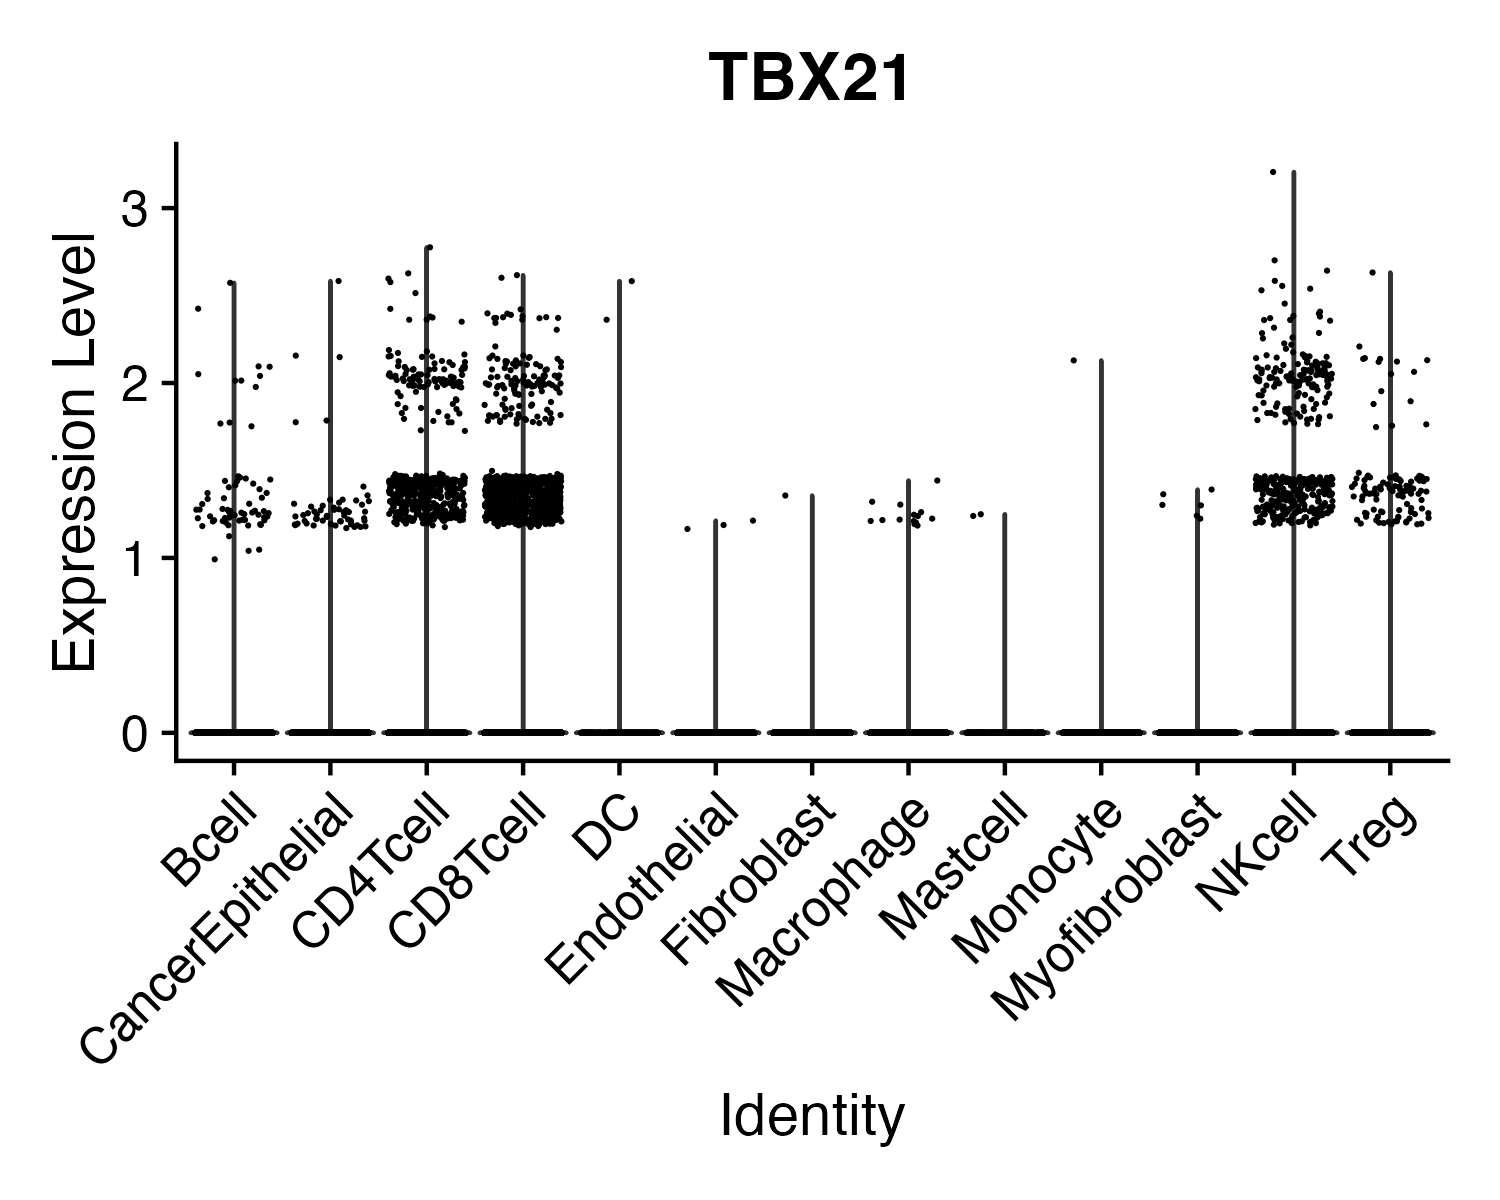 TBX21
Expression Level
3
2
1
0
Bcell
CancerEpithelial
CD4Tcell
CD8Tcell
DC
Endothelial
Fibroblast
Macrophage
Mastcell
Monocyte
Myofibroblast
NKcell
Treg
Identity